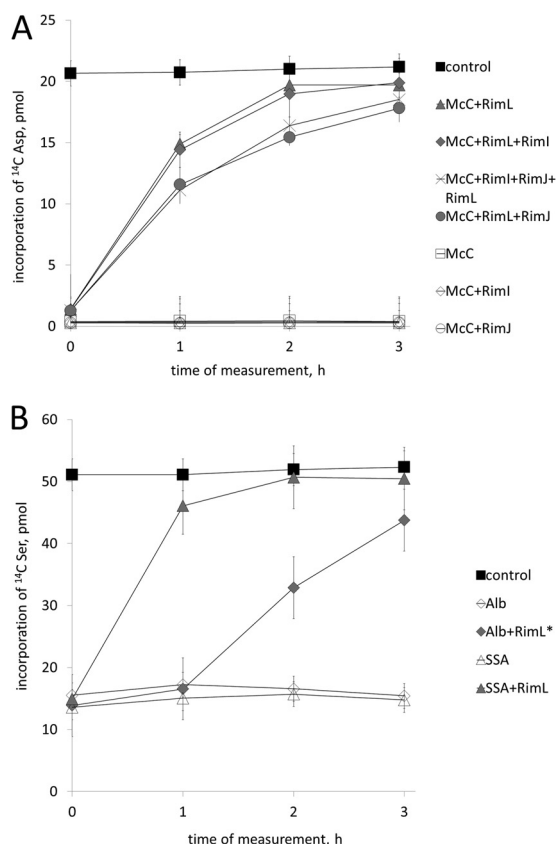 A
25
20
15
10
5
0
0 1 2 3
incorporation of ¹⁴C Asp, pmol
time of measurement, h
control
McC+RimL
McC+RimL+RimI
McC+RimI+RimJ+
RimL
McC+RimL+RimJ
McC
McC+RimI
McC+RimJ
B
60
50
40
30
20
10
0
0 1 2 3
incorporation of ¹⁴C Ser, pmol
time of measurement, h
control
Alb
Alb+RimL*
SSA
SSA+RimL